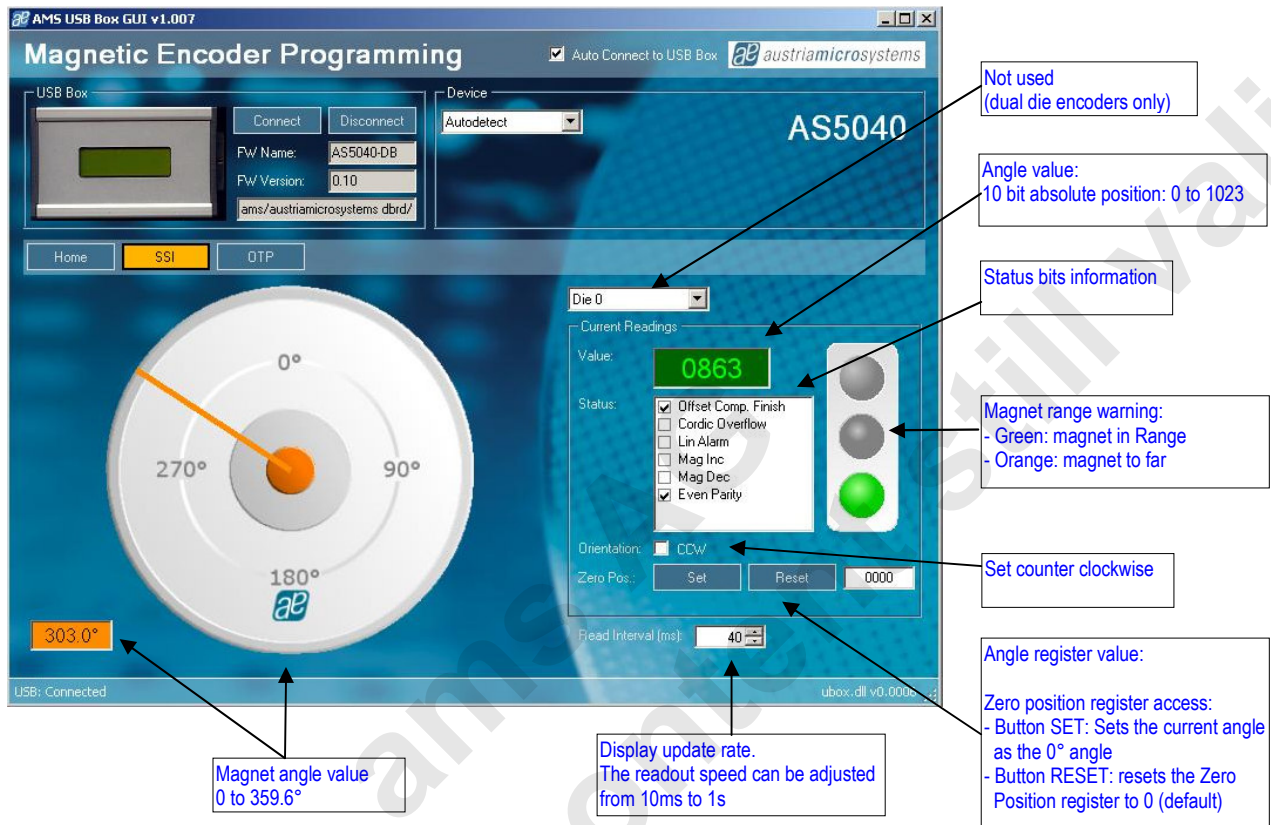 AMS USB Box GUI v1.007
Magnetic Encoder Programming
Auto Connect to USB Box
austriamicrosystems
USB Box
Connect
Disconnect
FW Name:
AS5040-DB
FW Version:
0.10
ams/austriamicrosystems dbrd/
Device
Autodetect
AS5040
Home
SSI
OTP
0°
90°
180°
270°
303.0°
Die 0
Current Readings
Value:
0863
Status:
Offset Comp. Finish
Cordic Overflow
Lin Alarm
Mag Inc
Mag Dec
Even Parity
Orientation:
CCW
Zero Pos.:
Set
Reset
0000
Read Interval (ms):
40
USB: Connected
ubox.dll v0.0006
Not used
(dual die encoders only)
Angle value:
10 bit absolute position: 0 to 1023
Status bits information
Magnet range warning:
- Green: magnet in Range
- Orange: magnet to far
Set counter clockwise
Angle register value:
Zero position register access:
- Button SET: Sets the current angle
as the 0° angle
- Button RESET: resets the Zero
Position register to 0 (default)
Magnet angle value
0 to 359.6°
Display update rate.
The readout speed can be adjusted
from 10ms to 1s
ams AG
still